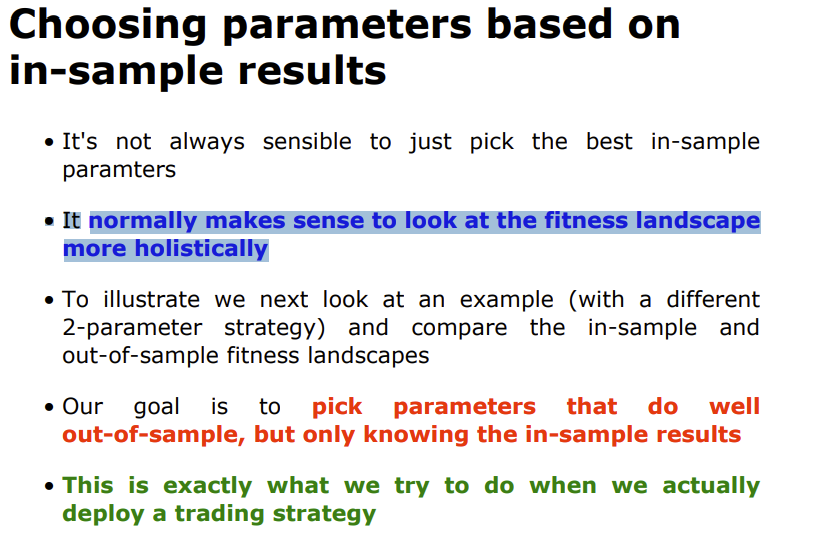 Choosing parameters based on
in-sample results
• It's not always sensible to just pick the best in-sample
paramters
• It normally makes sense to look at the fitness landscape
more holistically
• To illustrate we next look at an example (with a different
2-parameter strategy) and compare the in-sample and
out-of-sample fitness landscapes
• Our goal is to pick parameters that do well
out-of-sample, but only knowing the in-sample results
• This is exactly what we try to do when we actually
deploy a trading strategy